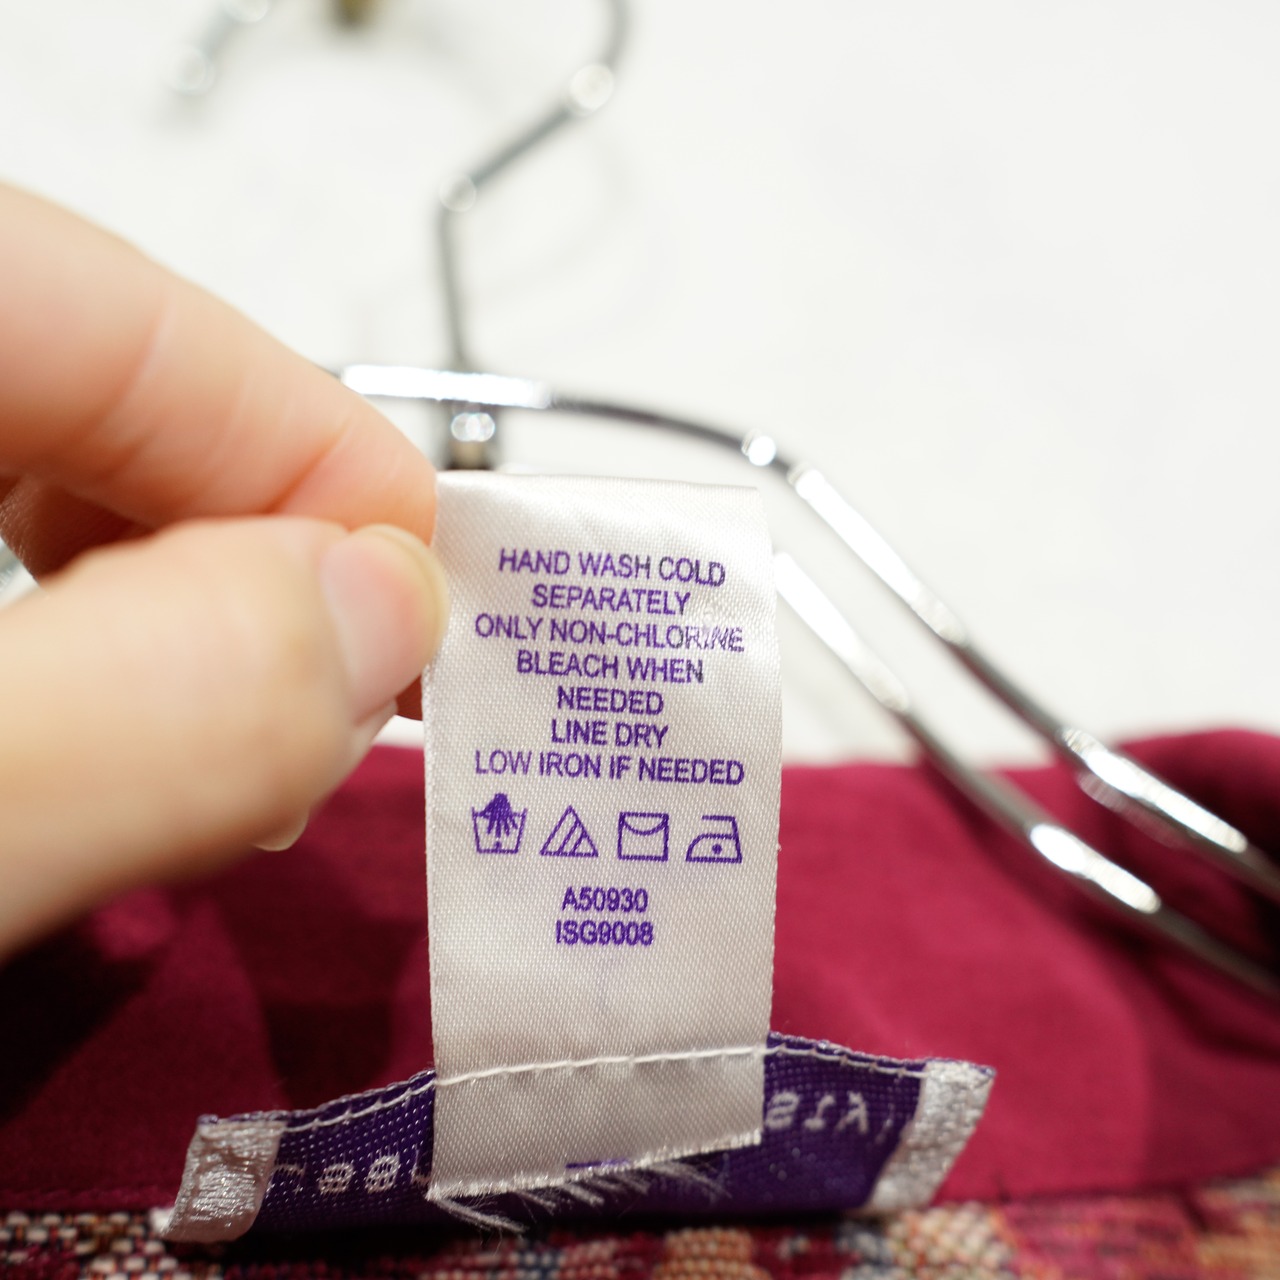 HAND WASH COLD
SEPARATELY
ONLY NON-CHLORINE
BLEACH WHEN
NEEDED
LINE DRY
LOW IRON IF NEEDED
A50930
ISG9008